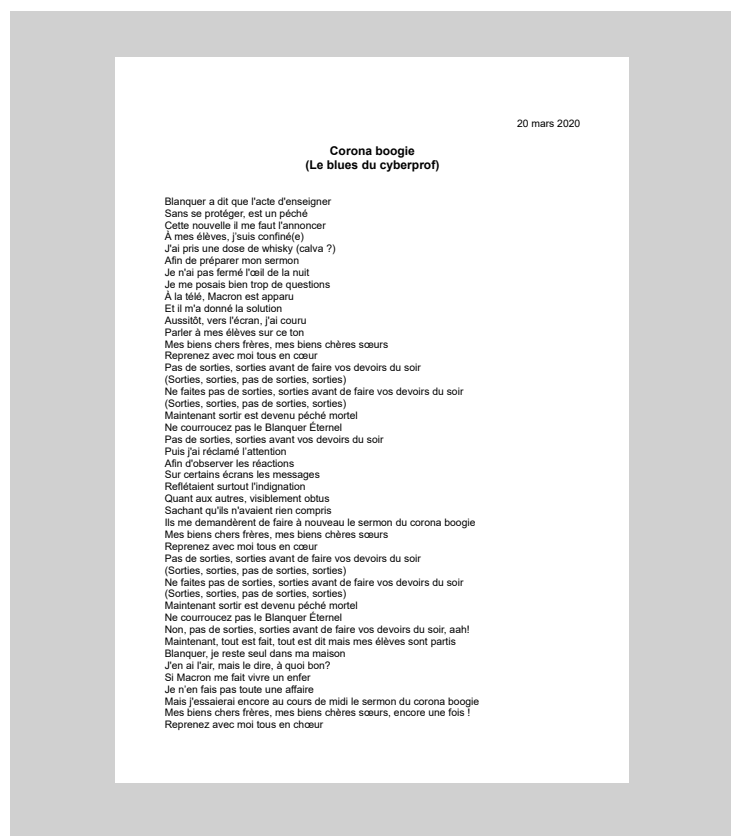 20 mars 2020
Corona boogie
(Le blues du cyberprof)
Blanquer a dit que l'acte d'enseigner
Sans se protéger, est un péché
Cette nouvelle il me faut l'annoncer
À mes élèves, j'suis confiné(e)
J'ai pris une dose de whisky (calva ?)
Afin de préparer mon sermon
Je n'ai pas fermé l'œil de la nuit
Je me posais bien trop de questions
À la télé, Macron est apparu
Et il m'a donné la solution
Aussitôt, vers l'écran, j'ai couru
Parler à mes élèves sur ce ton
Mes biens chers frères, mes biens chères sœurs
Reprenez avec moi tous en cœur
Pas de sorties, sorties avant de faire vos devoirs du soir
(Sorties, sorties, pas de sorties, sorties)
Ne faites pas de sorties, sorties avant de faire vos devoirs du soir
(Sorties, sorties, pas de sorties, sorties)
Maintenant sortir est devenu péché mortel
Ne courroucez pas le Blanquer Éternel
Pas de sorties, sorties avant vos devoirs du soir
Puis j'ai réclamé l'attention
Afin d'observer les réactions
Sur certains écrans les messages
Reflétaient surtout l'indignation
Quant aux autres, visiblement obtus
Sachant qu'ils n'avaient rien compris
Ils me demandèrent de faire à nouveau le sermon du corona boogie
Mes biens chers frères, mes biens chères sœurs
Reprenez avec moi tous en cœur
Pas de sorties, sorties avant de faire vos devoirs du soir
(Sorties, sorties, pas de sorties, sorties)
Ne faites pas de sorties, sorties avant de faire vos devoirs du soir
(Sorties, sorties, pas de sorties, sorties)
Maintenant sortir est devenu péché mortel
Ne courroucez pas le Blanquer Éternel
Non, pas de sorties, sorties avant de faire vos devoirs du soir, aah!
Maintenant, tout est fait, tout est dit mais mes élèves sont partis
Blanquer, je reste seul dans ma maison
J'en ai l'air, mais le dire, à quoi bon?
Si Macron me fait vivre un enfer
Je n'en fais pas toute une affaire
Mais j'essaierai encore au cours de midi le sermon du corona boogie
Mes biens chers frères, mes biens chères sœurs, encore une fois !
Reprenez avec moi tous en chœur